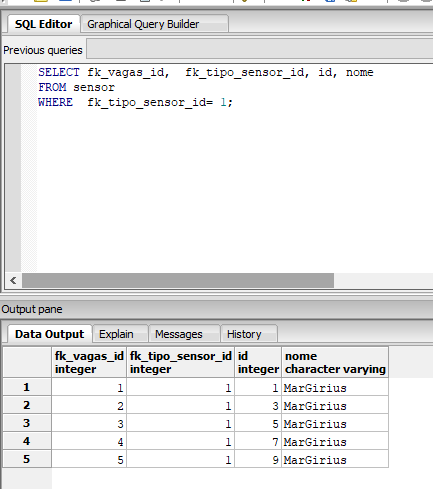 SQL Editor Graphical Query Builder
Previous queries
SELECT fk_vagas_id, fk_tipo_sensor_id, id, nome
FROM sensor
WHERE fk_tipo_sensor_id= 1;
Output pane
Data Output Explain Messages History
fk_vagas_id fk_tipo_sensor_id id nome
integer integer integer character varying
1 1 1 1 MarGirius
2 2 1 3 MarGirius
3 3 1 5 MarGirius
4 4 1 7 MarGirius
5 5 1 9 MarGirius